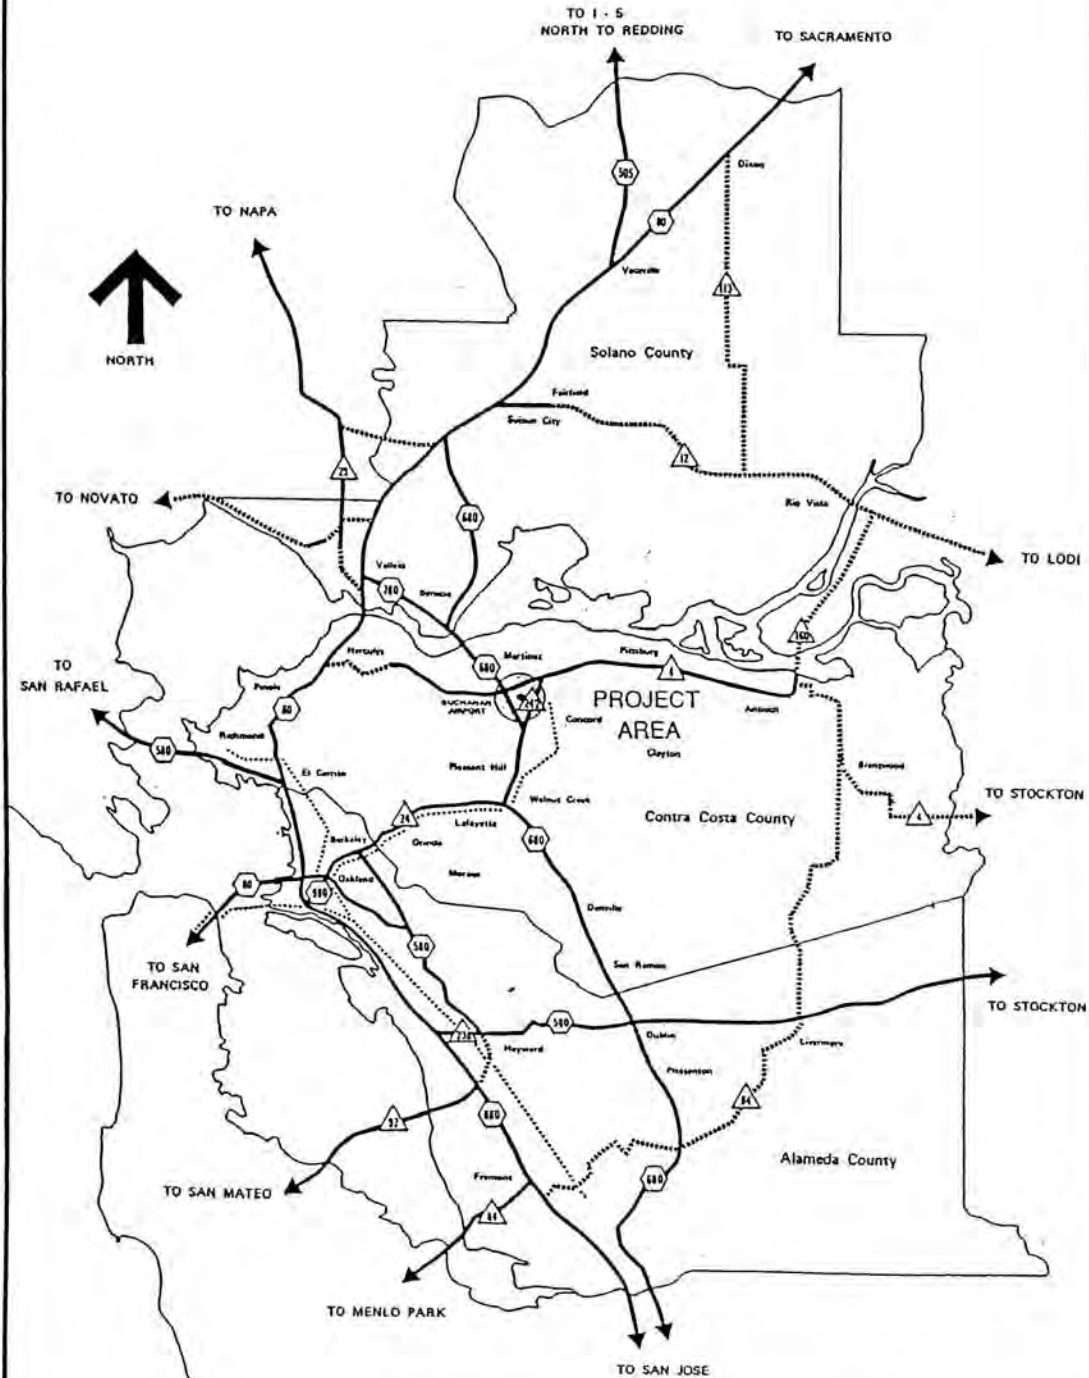 TO I - 5
NORTH TO REDDING
TO SACRAMENTO
Dixon
505
80
TO NAPA
Vacaville
113
NORTH
Solano County
Fairfield
Suisun City
12
29
TO NOVATO
680
Rio Vista
TO LODI
Vallejo
780
Benicia
160
Hercules
Martinez
Pittsburg
680
4
TO
SAN RAFAEL
Pinole
80
BUCHANAN
AIRPORT
242
PROJECT
AREA
Antioch
Concord
Richmond
580
Clayton
Pleasant Hill
Brentwood
El Cerrito
Walnut Creek
TO STOCKTON
24
Lafayette
Contra Costa County
4
Berkeley
Orinda
680
Oakland
Moraga
80
980
Danville
580
San Ramon
TO SAN
FRANCISCO
TO STOCKTON
580
238
Dublin
Hayward
Livermore
Pleasanton
84
92
880
Alameda County
Fremont
680
TO SAN MATEO
84
TO MENLO PARK
TO SAN JOSE